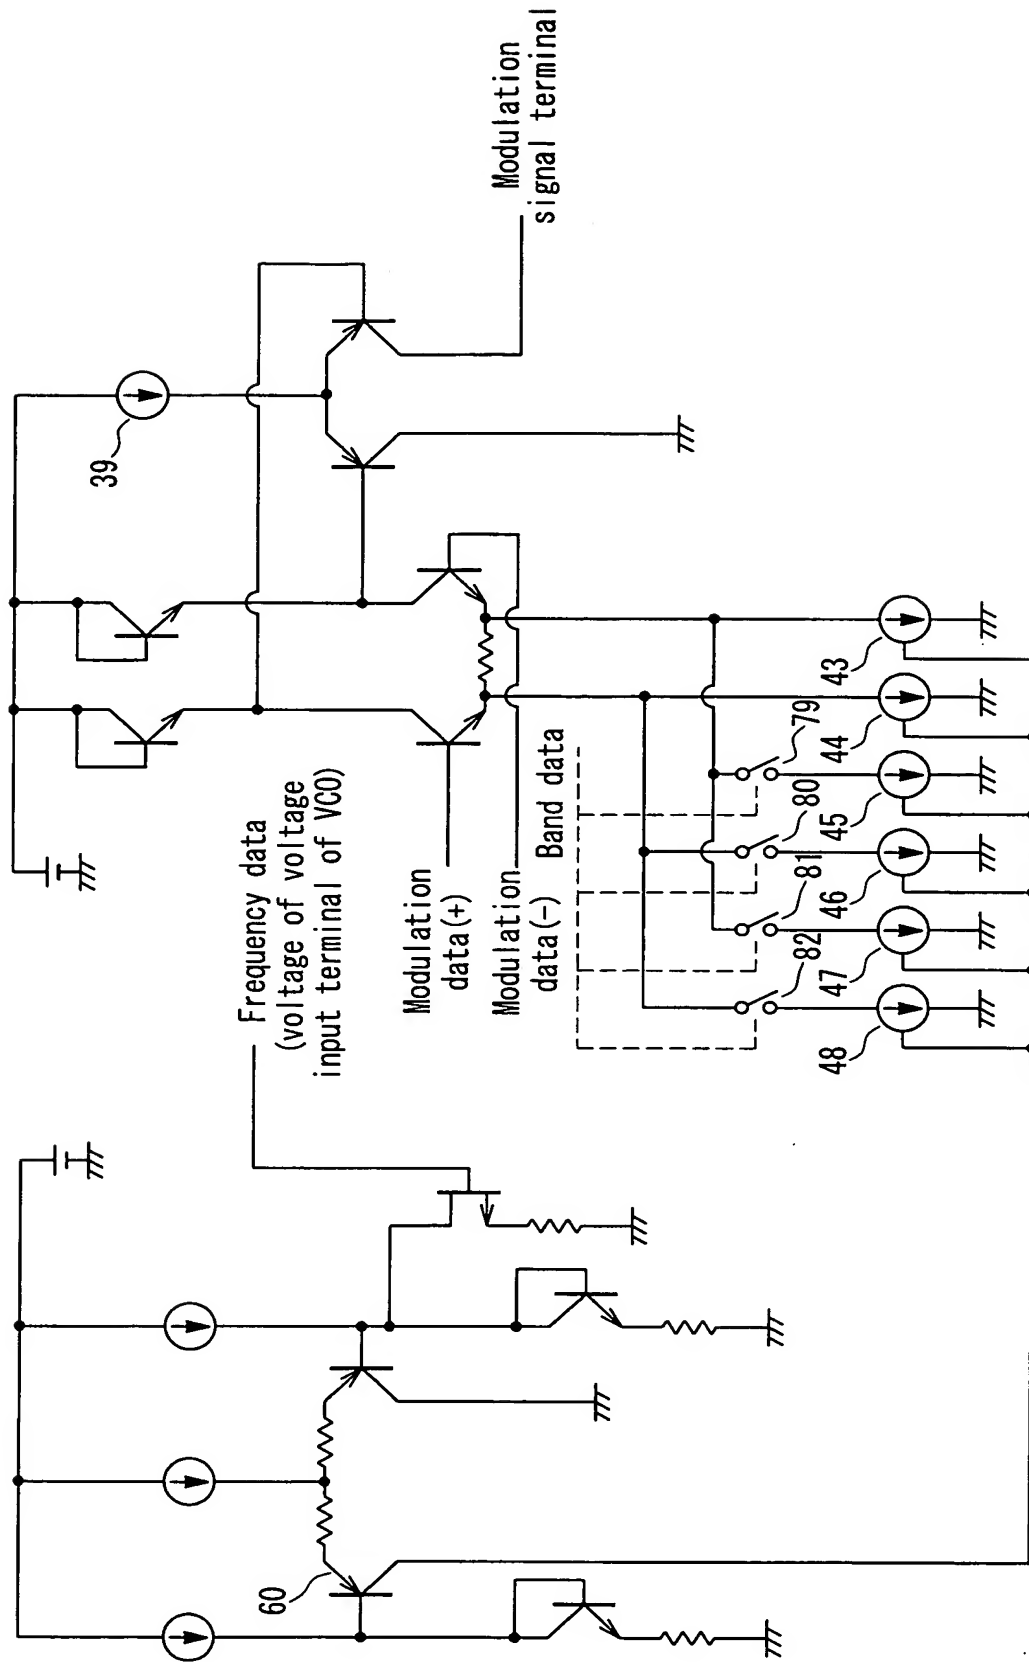 Frequency data
(voltage of voltage
input terminal of VCO)
Modulation
data(+)
Modulation
data(-)
Band data
Modulation
signal terminal
39
60
79
80
81
82
43
44
45
46
47
48